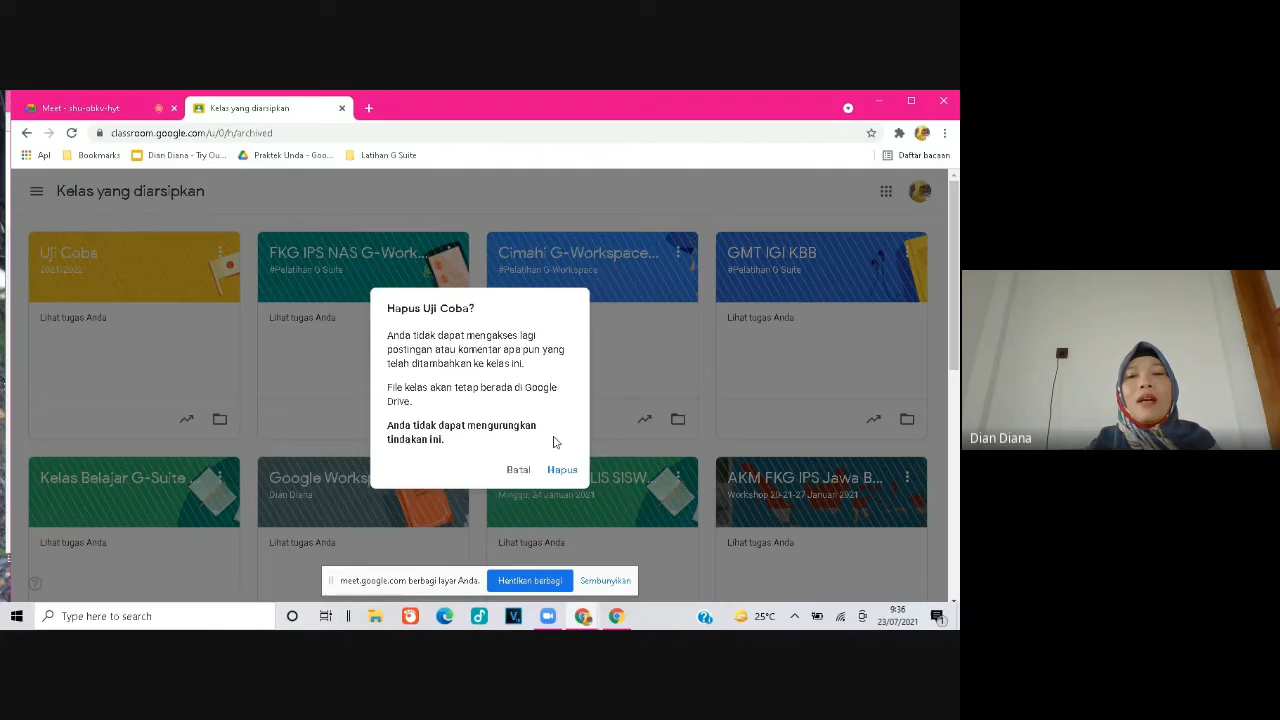 Meet - shu-obkv-hyt
Kelas yang diarsipkan
classroom.google.com/u/0/h/archived
Apl
Bookmarks
Dian Diana - Try Ou...
Praktek Unda - Goo...
Latihan G Suite
Daftar bacaan
Kelas yang diarsipkan
Uji Coba
2021/2022
FKG IPS NAS G-Work...
#Pelatihan G Suite
Cimahi G-Workspace...
#Pelatihan G-Workspace
GMT IGI KBB
#Pelatihan G Suite
Lihat tugas Anda
Lihat tugas Anda
Lihat tugas Anda
Hapus Uji Coba?
Anda tidak dapat mengakses lagi
postingan atau komentar apa pun yang
telah ditambahkan ke kelas ini.
File kelas akan tetap berada di Google
Drive.
Anda tidak dapat mengurungkan
tindakan ini.
Batal
Hapus
Kelas Belajar G-Suite ...
Google Works
Dian Diana
LIS SISW...
Minggu, 24 Januari 2021
AKM FKG IPS Jawa B...
Workshop 20-21-27 Januari 2021
Lihat tugas Anda
Lihat tugas Anda
Lihat tugas Anda
Lihat tugas Anda
meet.google.com berbagi layar Anda.
Hentikan berbagi
Sembunyikan
Type here to search
25°C
9:36
23/07/2021
Dian Diana